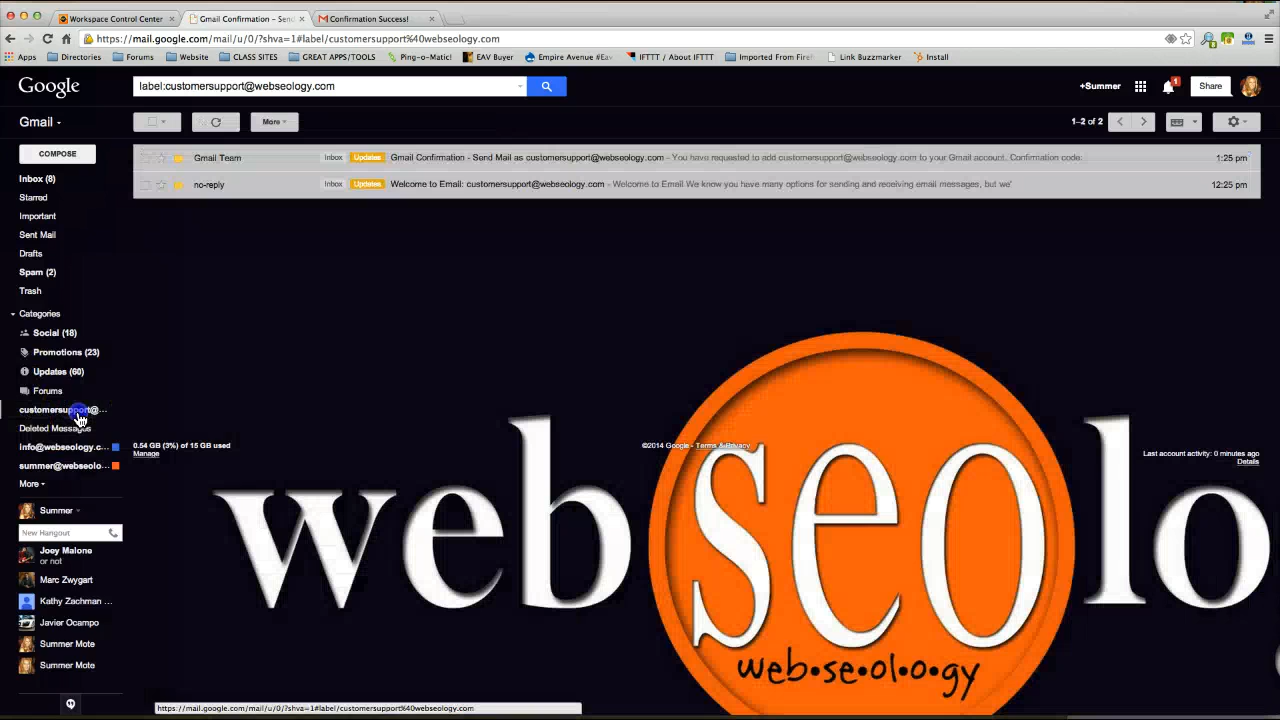 Workspace Control Center
Gmail Confirmation - Send
Confirmation Success!
https://mail.google.com/mail/u/0/?shva=1#label/customersupport%40webseology.com
Apps
Directories
Forums
Website
CLASS SITES
GREAT APPS/TOOLS
Ping-o-Matic!
EAV Buyer
Empire Avenue #Eav
IFTTT / About IFTTT
Imported From Firef
Link Buzzmarker
Install
Google
label:customersupport@webseology.com
+Summer
1
Share
Gmail
More
1–2 of 2
COMPOSE
Gmail Team Inbox Updates Gmail Confirmation - Send Mail as customersupport@webseology.com - You have requested to add customersupport@webseology.com to your Gmail account. Confirmation code: 1:25 pm
no-reply Inbox Updates Welcome to Email: customersupport@webseology.com - Welcome to Email We know you have many options for sending and receiving email messages, but we' 12:25 pm
Inbox (8)
Starred
Important
Sent Mail
Drafts
Spam (2)
Trash
Categories
Social (18)
Promotions (23)
Updates (60)
Forums
customersupport@...
Deleted Messages
info@webseology.c...
summer@webseolo...
More
0.54 GB (3%) of 15 GB used
Manage
©2014 Google - Terms & Privacy
Last account activity: 0 minutes ago
Details
Summer
New Hangout
Joey Malone
or not
Marc Zwygart
Kathy Zachman ...
Javier Ocampo
Summer Mote
Summer Mote
webseolo
web•se•ol•o•gy
https://mail.google.com/mail/u/0/?shva=1#label/customersupport%40webseology.com